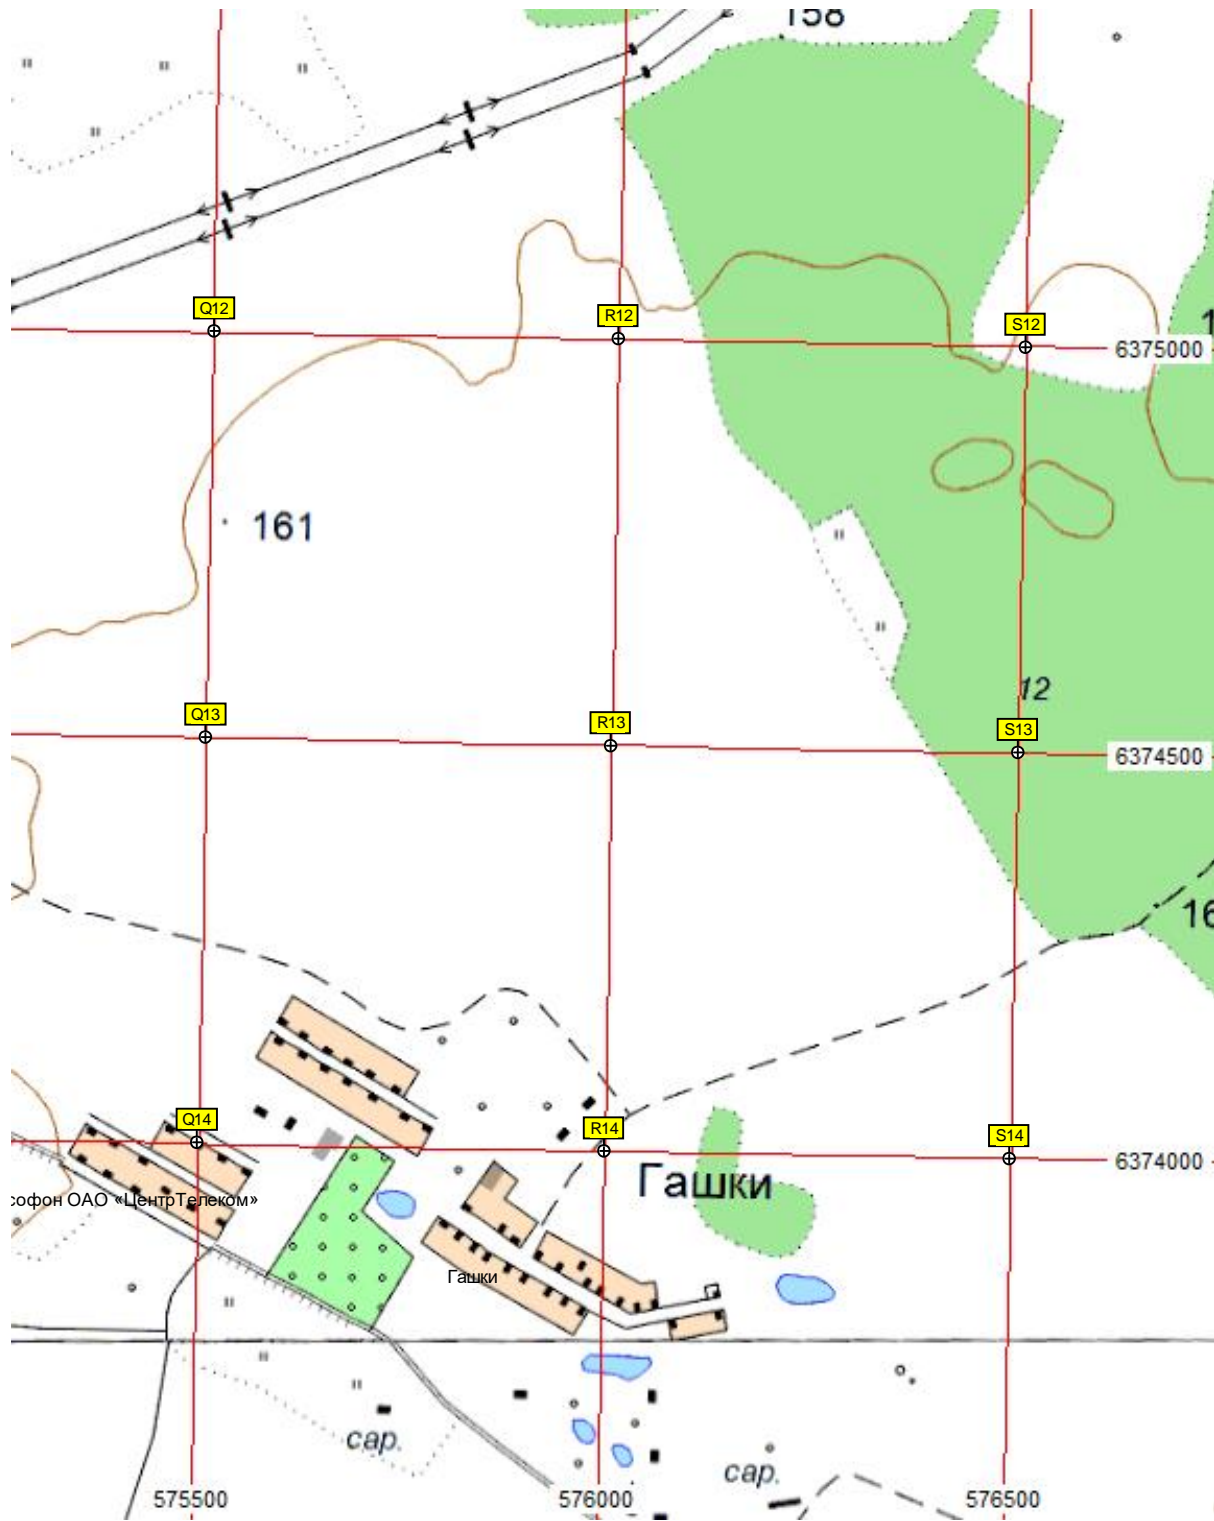 158
Q12
R12
S12
6375000
161
12
Q13
R13
S13
6374500
Q14
R14
S14
6374000
Гашки
софон ОАО «ЦентрТелеком»
Гашки
сар.
сар.
575500
576000
576500